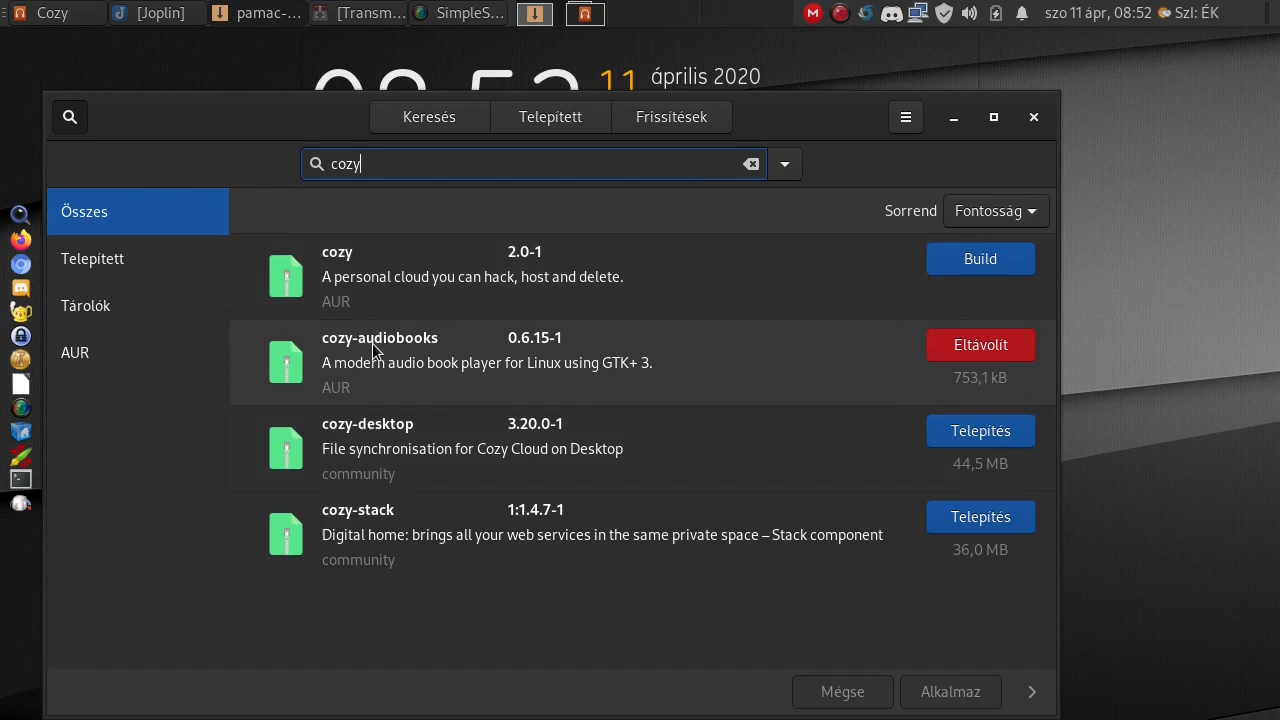 Cozy
[Joplin]
pamac-...
[Transm...
SimpleS...
szo 11 ápr, 08:52
Szl: ÉK
08 52 11 április 2020
Keresés
Telepített
Frissítések
cozy
Összes
Telepített
Tárolók
AUR
Sorrend
Fontosság
cozy 2.0-1
A personal cloud you can hack, host and delete.
AUR
Build
cozy-audiobooks 0.6.15-1
A modern audio book player for Linux using GTK+ 3.
AUR
Eltávolít
753,1 kB
cozy-desktop 3.20.0-1
File synchronisation for Cozy Cloud on Desktop
community
Telepítés
44,5 MB
cozy-stack 1:1.4.7-1
Digital home: brings all your web services in the same private space – Stack component
community
Telepítés
36,0 MB
Mégse
Alkalmaz